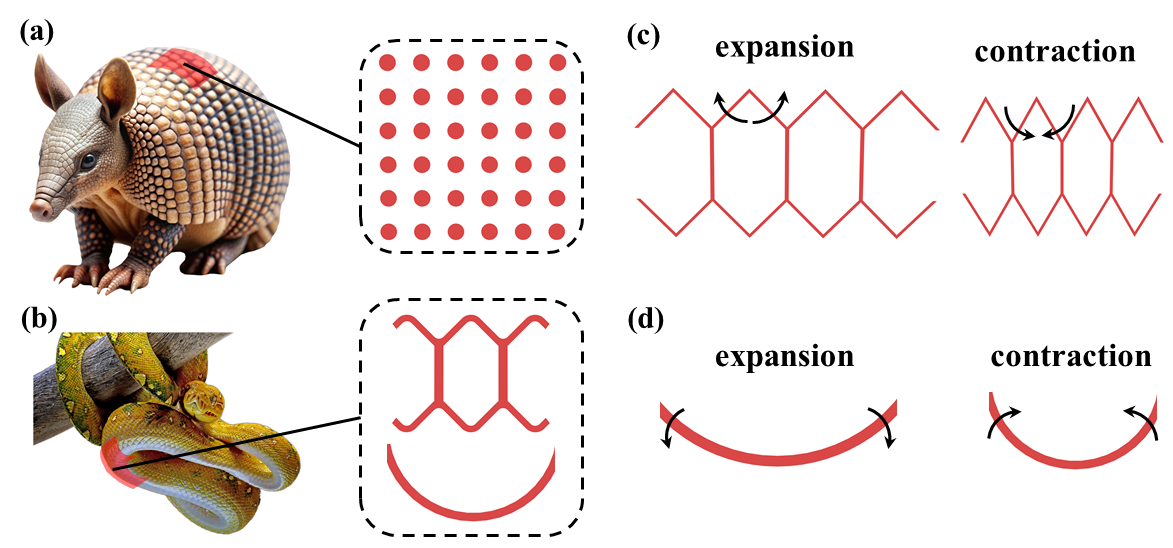 (a)
(b)
(c)
expansion
contraction
(d)
expansion
contraction